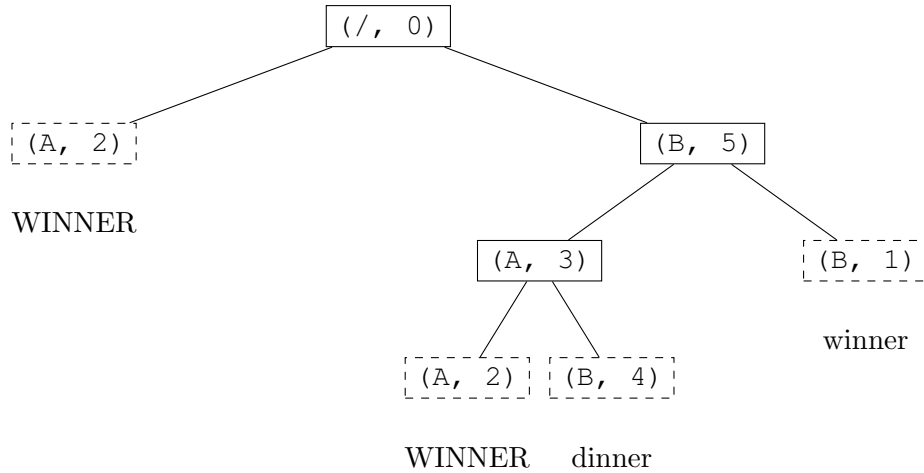 (/, 0)
(A, 2)
(B, 5)
WINNER
(A, 3)
(B, 1)
winner
(A, 2)
(B, 4)
WINNER
dinner